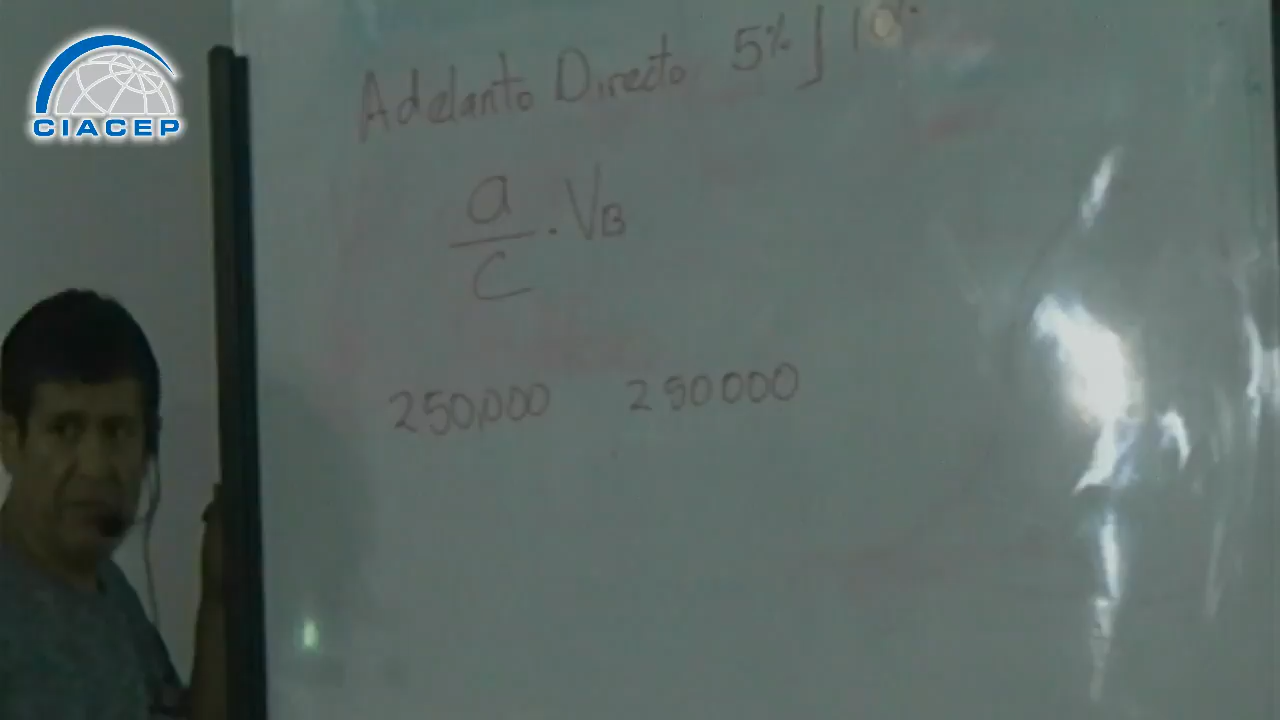 CIACEP
Adelanto Directo 5% ] 10%
a
C
. VB
250,000 290000